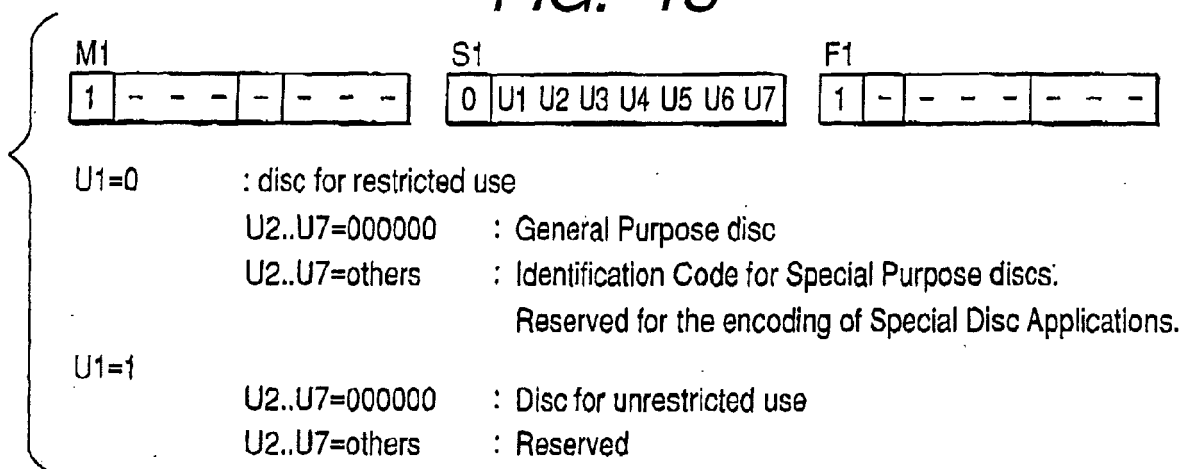 M1 S1 F1
1 - - - - - - - 0 U1 U2 U3 U4 U5 U6 U7 1 - - - - - - -
U1=0 : disc for restricted use
U2..U7=000000 : General Purpose disc
U2..U7=others : Identification Code for Special Purpose discs.
Reserved for the encoding of Special Disc Applications.
U1=1
U2..U7=000000 : Disc for unrestricted use
U2..U7=others : Reserved